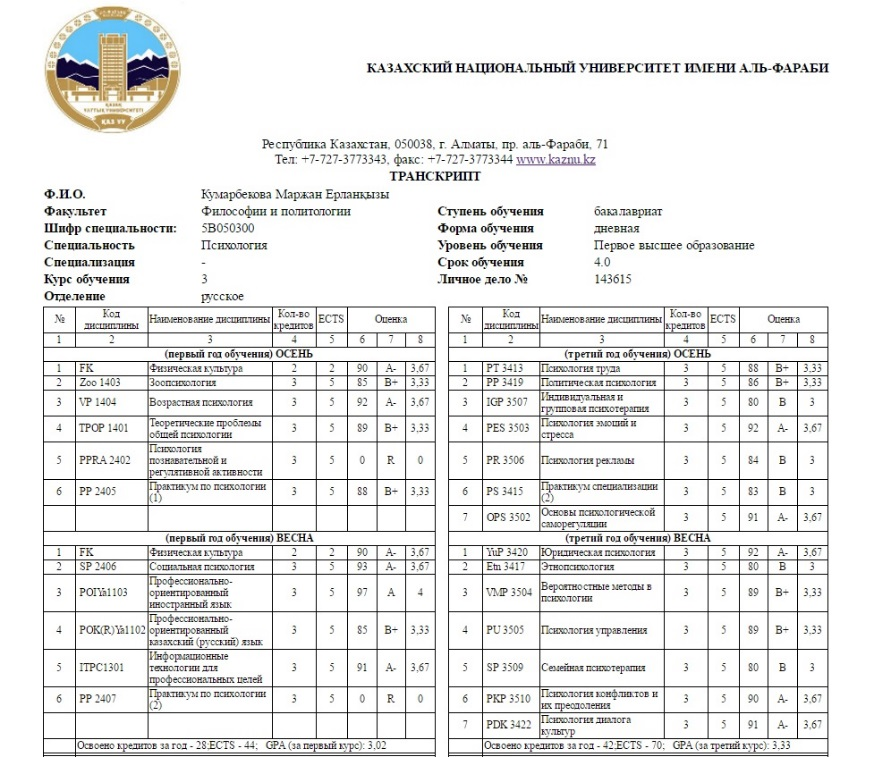 ҚАЗАҚ
ҰЛТТЫҚ УНИВЕРСИТЕТІ
ҚАЗ ҰУ
КАЗАХСКИЙ НАЦИОНАЛЬНЫЙ УНИВЕРСИТЕТ ИМЕНИ АЛЬ-ФАРАБИ
Республика Казахстан, 050038, г. Алматы, пр. аль-Фараби, 71
Тел: +7-727-3773343, факс: +7-727-3773344 www.kaznu.kz
ТРАНСКРИПТ
Ф.И.О. Кумарбекова Маржан Ерланқызы
Факультет Философии и политологии Ступень обучения бакалавриат
Шифр специальности: 5B050300 Форма обучения дневная
Специальность Психология Уровень обучения Первое высшее образование
Специализация - Срок обучения 4.0
Курс обучения 3 Личное дело № 143615
Отделение русское
№ Код дисциплины Наименование дисциплины Кол-во кредитов ECTS Оценка
1 2 3 4 5 6 7 8
(первый год обучения) ОСЕНЬ
1 FK Физическая культура 2 2 90 A- 3,67
2 Zoo 1403 Зоопсихология 3 5 85 B+ 3,33
3 VP 1404 Возрастная психология 3 5 92 A- 3,67
4 TPOP 1401 Теоретические проблемы общей психологии 3 5 89 B+ 3,33
5 PPRA 2402 Психология познавательной и регулятивной активности 3 5 0 R 0
6 PP 2405 Практикум по психологии (1) 3 5 88 B+ 3,33
(первый год обучения) ВЕСНА
1 FK Физическая культура 2 2 90 A- 3,67
2 SP 2406 Социальная психология 3 5 93 A- 3,67
3 POIYa1103 Профессионально-ориентированный иностранный язык 3 5 97 A 4
4 POK(R)Ya1102 Профессионально-ориентированный казахский (русский) язык 3 5 85 B+ 3,33
5 ITPC1301 Информационные технологии для профессиональных целей 3 5 91 A- 3,67
6 PP 2407 Практикум по психологии (2) 3 5 0 R 0
Освоено кредитов за год - 28;ECTS - 44; GPA (за первый курс): 3,02
№ Код дисциплины Наименование дисциплины Кол-во кредитов ECTS Оценка
1 2 3 4 5 6 7 8
(третий год обучения) ОСЕНЬ
1 PT 3413 Психология труда 3 5 88 B+ 3,33
2 PP 3419 Политическая психология 3 5 86 B+ 3,33
3 IGP 3507 Индивидуальная и групповая психотерапия 3 5 80 B 3
4 PES 3503 Психология эмоций и стресса 3 5 92 A- 3,67
5 PR 3506 Психология рекламы 3 5 84 B 3
6 PS 3415 Практикум специализации (2) 3 5 83 B 3
7 OPS 3502 Основы психологической саморегуляции 3 5 91 A- 3,67
(третий год обучения) ВЕСНА
1 YuP 3420 Юридическая психология 3 5 92 A- 3,67
2 Etn 3417 Этнопсихология 3 5 80 B 3
3 VMP 3504 Вероятностные методы в психологии 3 5 89 B+ 3,33
4 PU 3505 Психология управления 3 5 89 B+ 3,33
5 SP 3509 Семейная психотерапия 3 5 80 B 3
6 PKP 3510 Психология конфликтов и их преодоления 3 5 90 A- 3,67
7 PDK 3422 Психология диалога культур 3 5 91 A- 3,67
Освоено кредитов за год - 42;ECTS - 70; GPA (за третий курс): 3,33